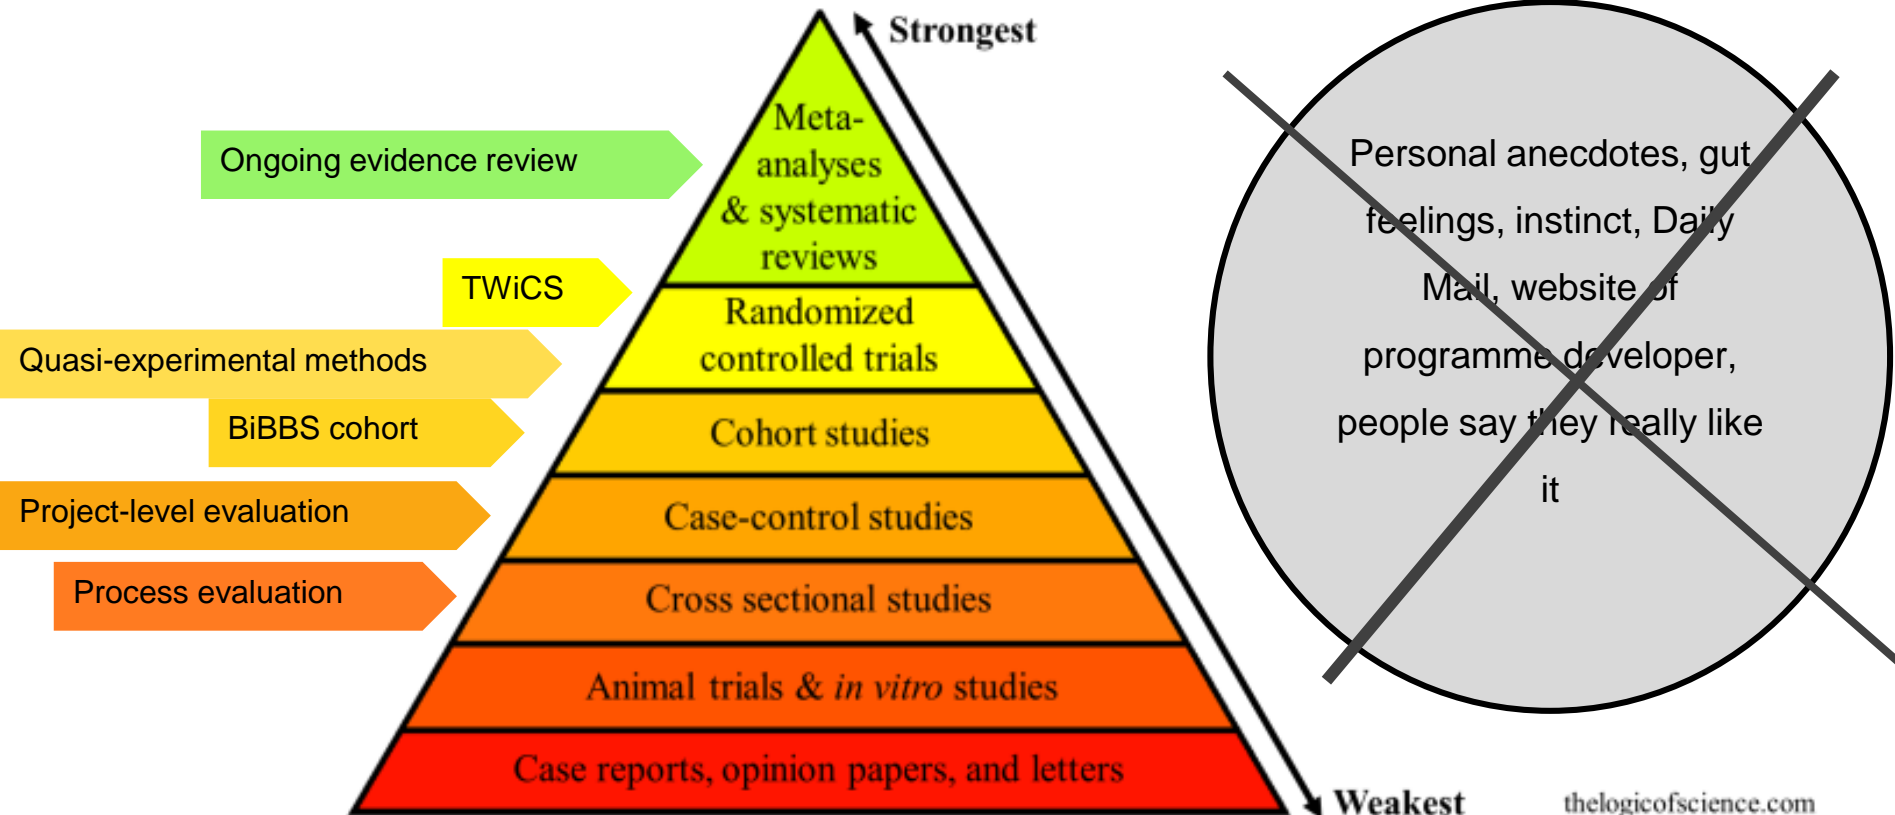 Strongest
Meta-
analyses
& systematic
reviews
Randomized
controlled trials
Cohort studies
Case-control studies
Cross sectional studies
Animal trials & in vitro studies
Case reports, opinion papers, and letters
Weakest
Ongoing evidence review
TWiCS
Quasi-experimental methods
BiBBS cohort
Project-level evaluation
Process evaluation
Personal anecdotes, gut
feelings, instinct, Daily
Mail, website of
programme developer,
people say they really like
it
thelogicofscience.com